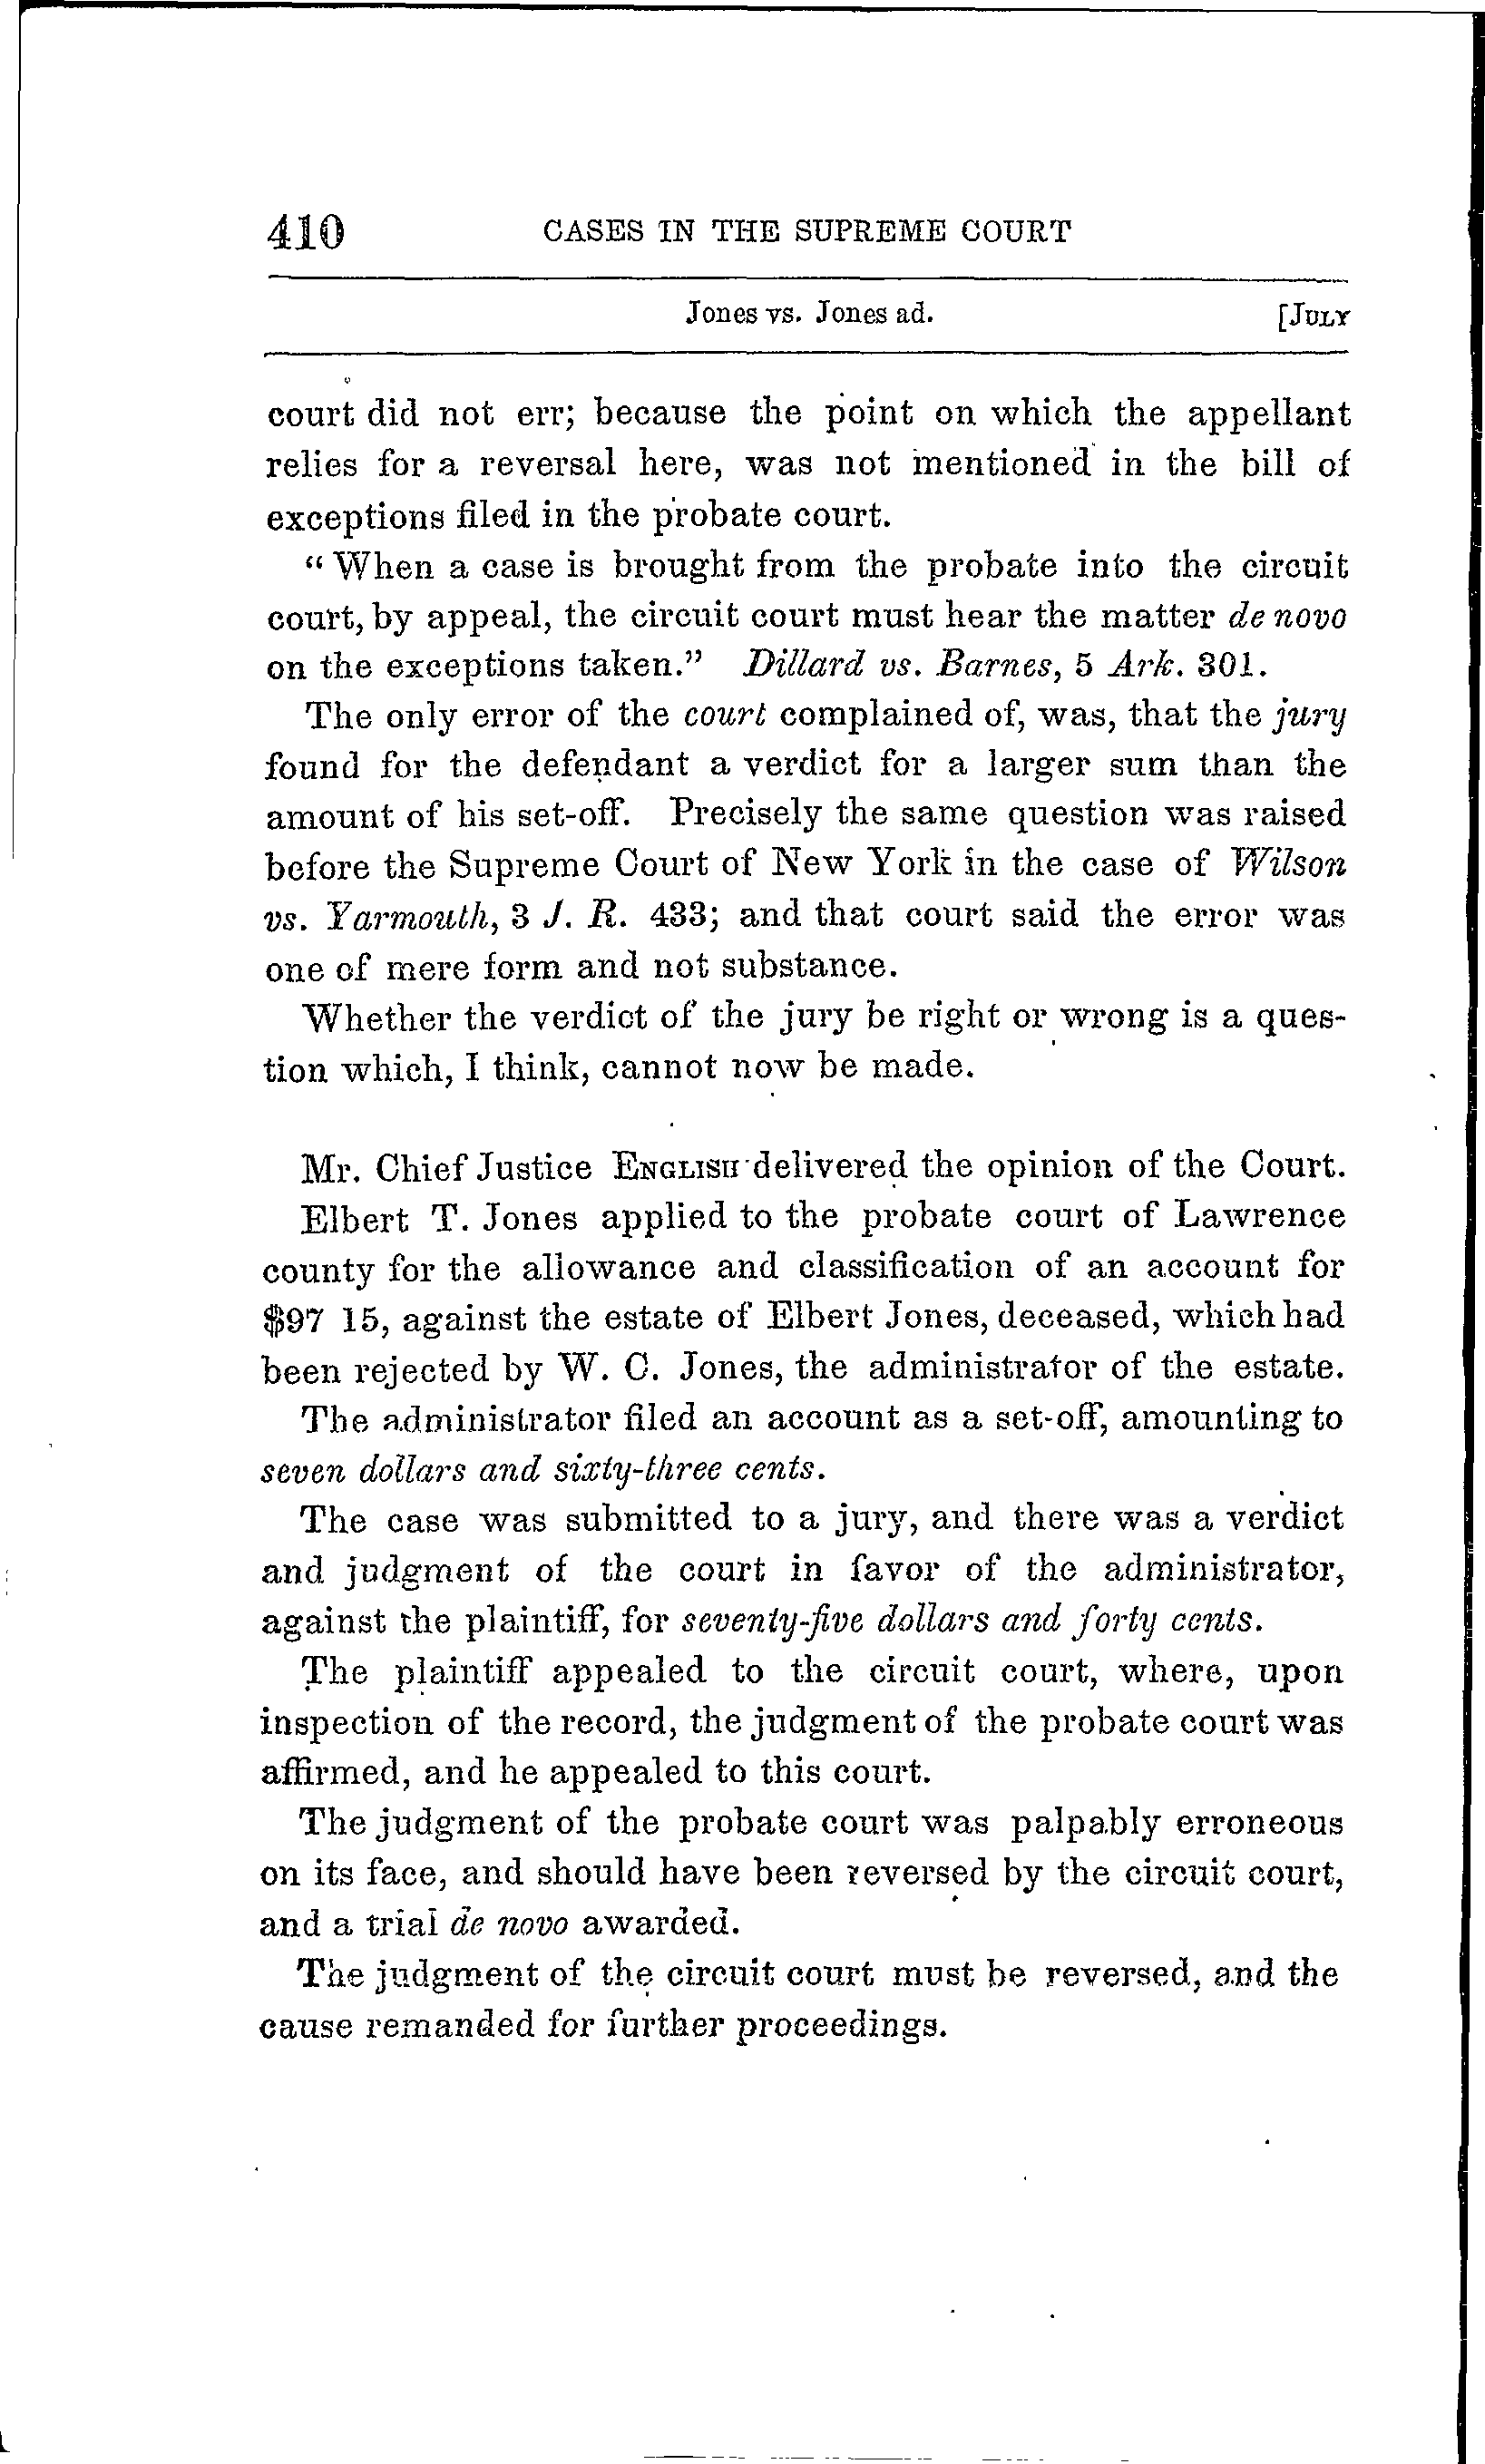 410 CASES IN THE SUPREME COURT
Jones vs. Jones ad. [JULY
court did not err; because the point on which the appellant
relies for a reversal here, was not mentioned in the bill of
exceptions filed in the probate court.
“When a case is brought from the probate into the circuit
court, by appeal, the circuit court must hear the matter de novo
on the exceptions taken.” Dillard vs. Barnes, 5 Ark. 301.
The only error of the court complained of, was, that the jury
found for the defendant a verdict for a larger sum than the
amount of his set-off. Precisely the same question was raised
before the Supreme Court of New York in the case of Wilson
vs. Yarmouth, 3 J. R. 433; and that court said the error was
one of mere form and not substance.
Whether the verdict of the jury be right or wrong is a ques-
tion which, I think, cannot now be made.
Mr. Chief Justice ENGLISH delivered the opinion of the Court.
Elbert T. Jones applied to the probate court of Lawrence
county for the allowance and classification of an account for
$97 15, against the estate of Elbert Jones, deceased, which had
been rejected by W. C. Jones, the administrator of the estate.
The administrator filed an account as a set-off, amounting to
seven dollars and sixty-three cents.
The case was submitted to a jury, and there was a verdict
and judgment of the court in favor of the administrator,
against the plaintiff, for seventy-five dollars and forty cents.
The plaintiff appealed to the circuit court, where, upon
inspection of the record, the judgment of the probate court was
affirmed, and he appealed to this court.
The judgment of the probate court was palpably erroneous
on its face, and should have been reversed by the circuit court,
and a trial de novo awarded.
The judgment of the circuit court must be reversed, and the
cause remanded for further proceedings.